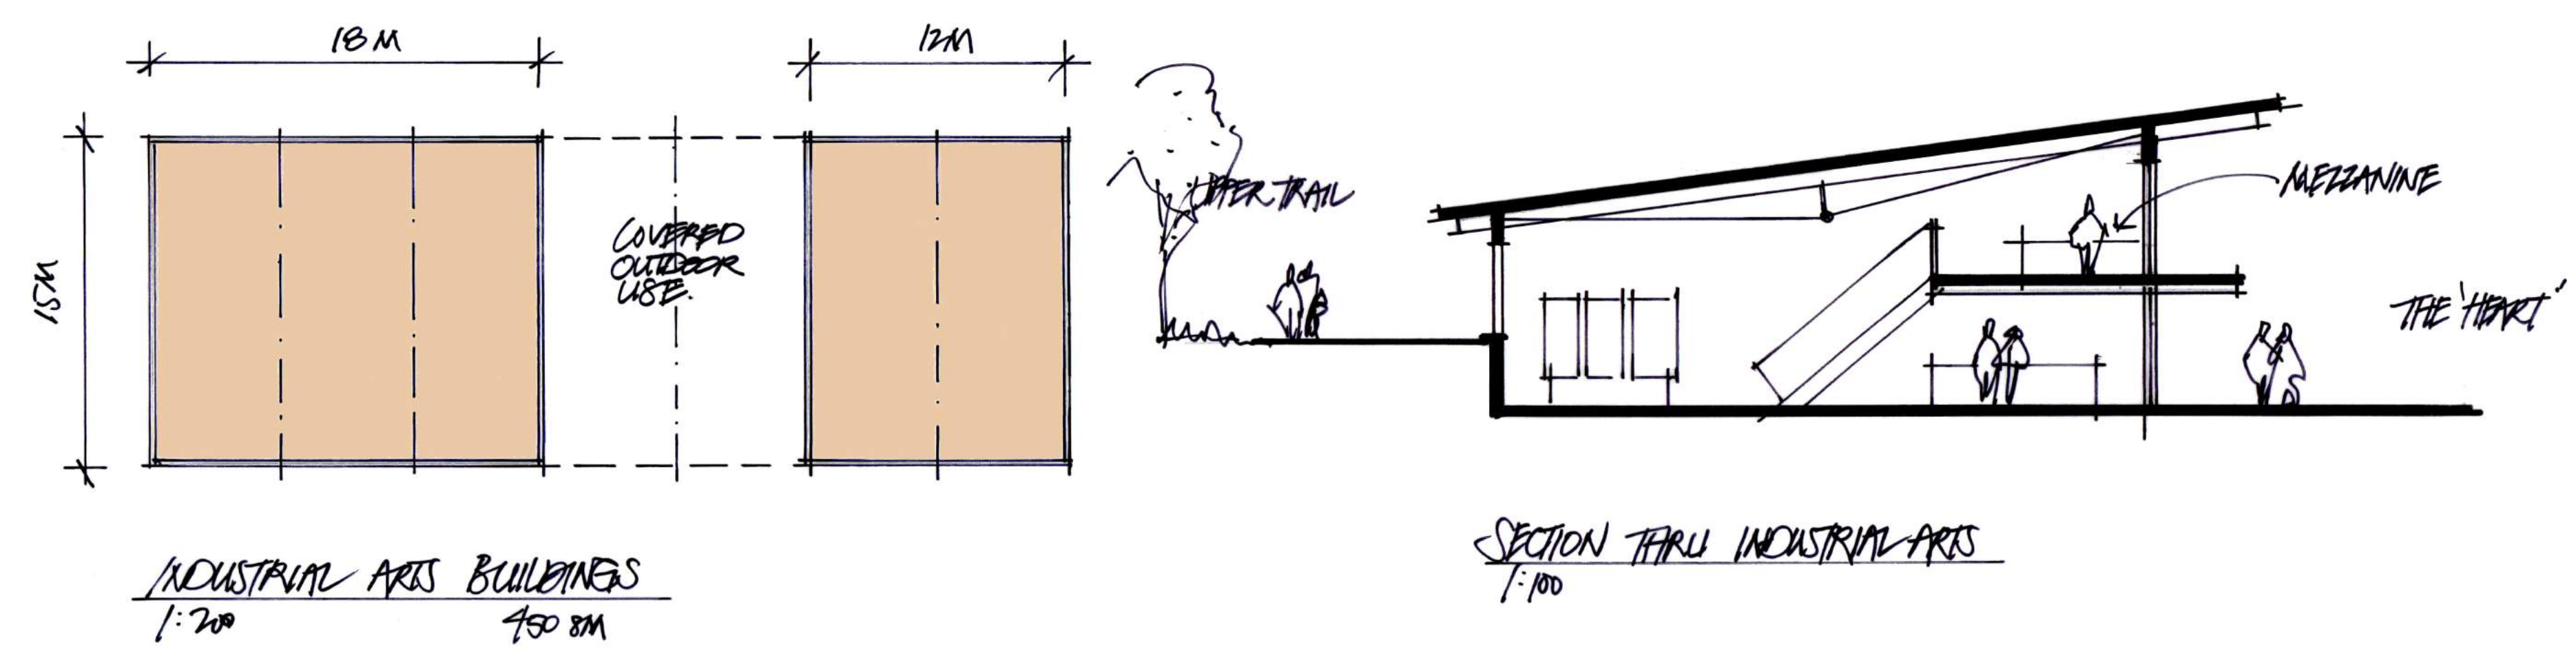 18M
12M
15M
COVERED
OUTDOOR
USE.
UPPER TRAIL
MEZZANINE
THE 'HEART'
INDUSTRIAL ARTS BUILDINGS
1:200 450 SM
SECTION THRU INDUSTRIAL ARTS
1:100